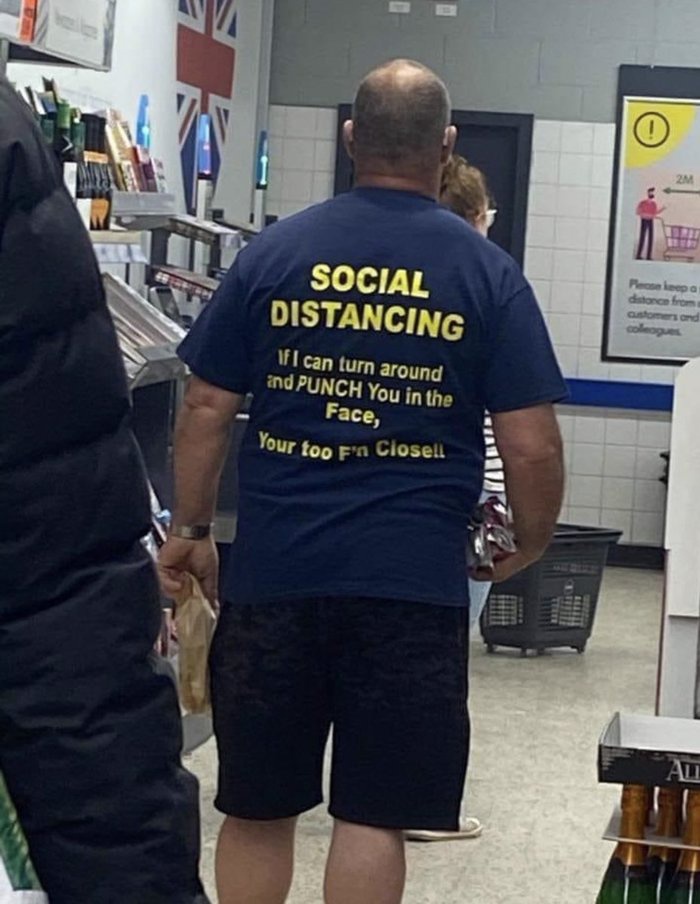 SOCIAL
DISTANCING
If I can turn around
and PUNCH You in the
Face,
Your too F'n Close!!
2M
Please keep a
distance from
customers and
colleagues.